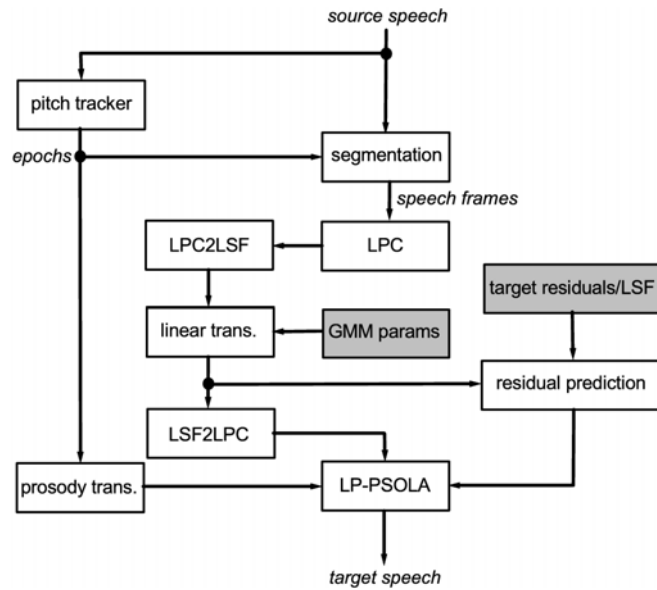 source speech
pitch tracker
epochs
segmentation
speech frames
LPC2LSF
LPC
target residuals/LSF
linear trans.
GMM params
residual prediction
LSF2LPC
prosody trans.
LP-PSOLA
target speech